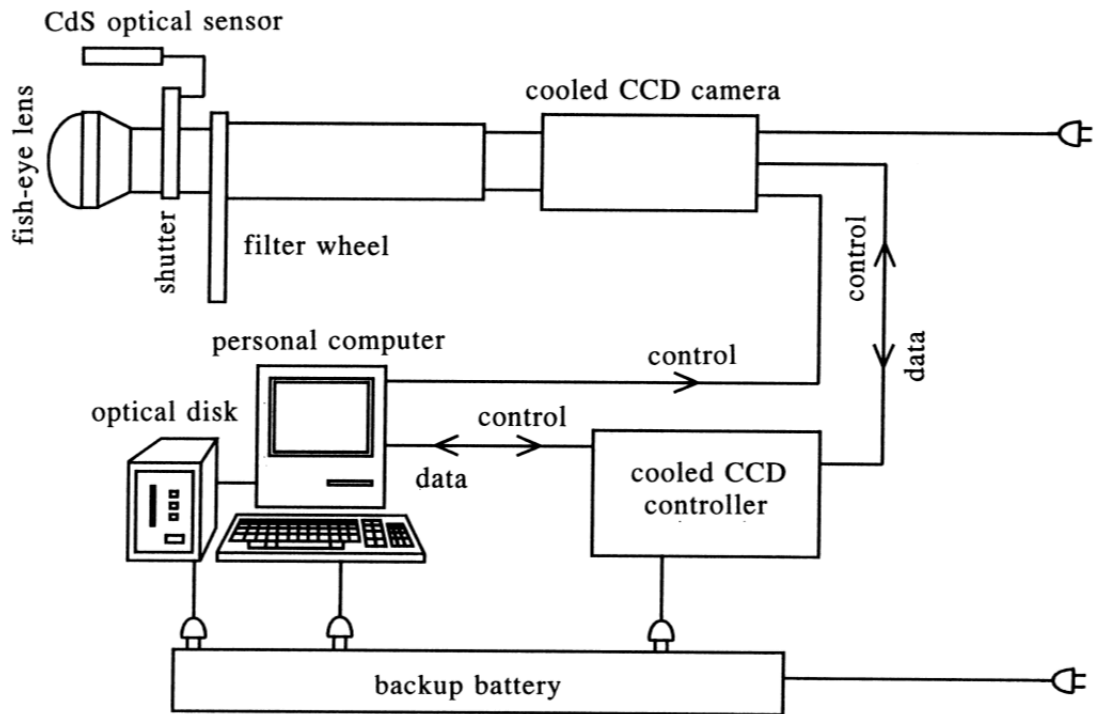 CdS optical sensor
fish-eye lens
shutter
filter wheel
cooled CCD camera
control
data
personal computer
control
optical disk
control
data
cooled CCD
controller
backup battery